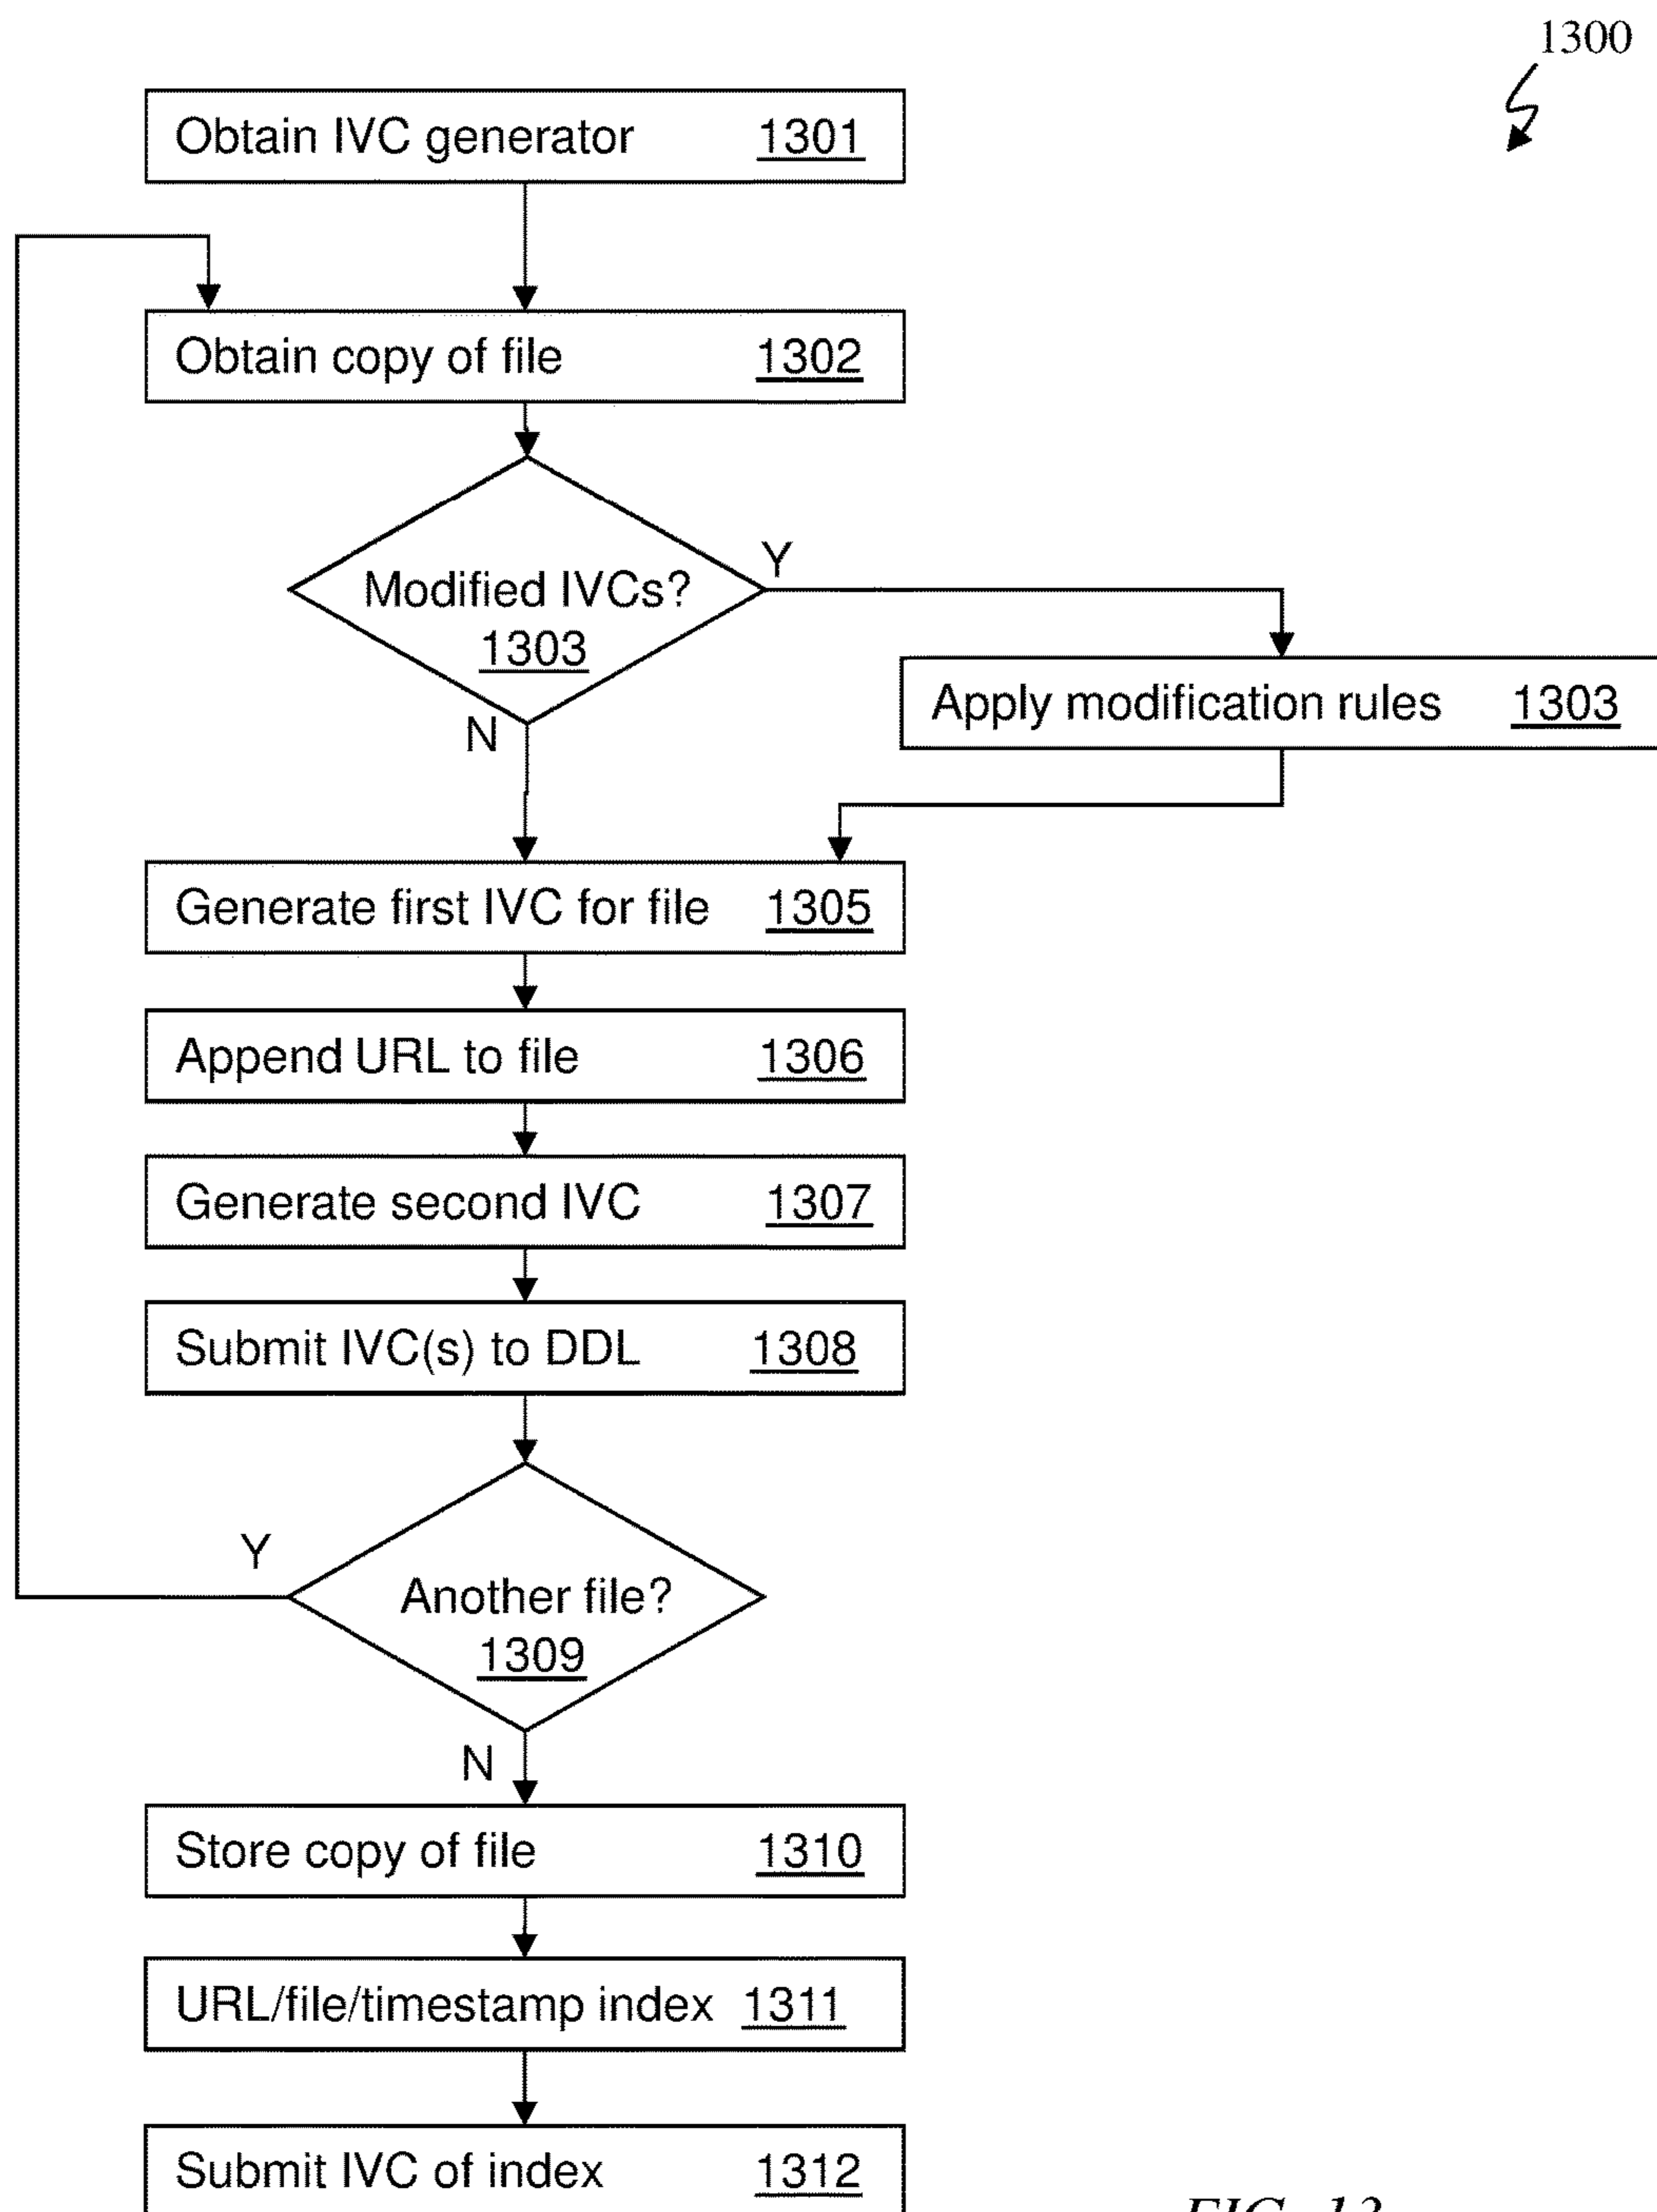 1300
Obtain IVC generator 1301
Obtain copy of file 1302
Y
Modified IVCs?
1303
Apply modification rules 1303
N
Generate first IVC for file 1305
Append URL to file 1306
Generate second IVC 1307
Submit IVC(s) to DDL 1308
Y
Another file?
1309
N
Store copy of file 1310
URL/file/timestamp index 1311
Submit IVC of index 1312
FIG. 13